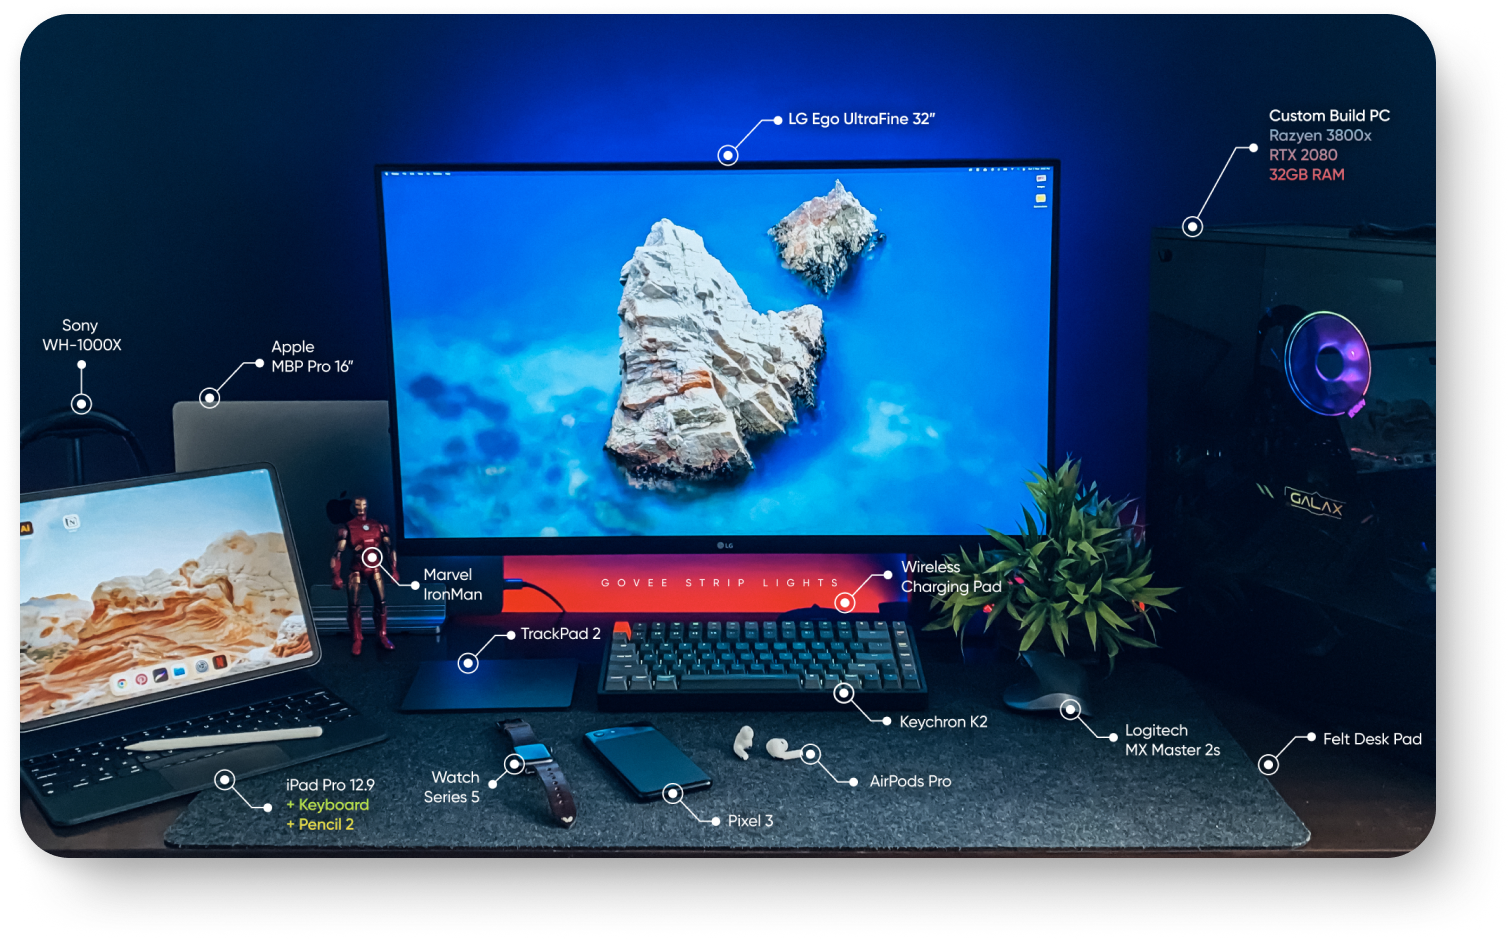 LG Ego UltraFine 32”
Custom Build PC
Razyen 3800x
RTX 2080
32GB RAM
Sony
WH-1000X
Apple
MBP Pro 16”
GALAX
LG
Marvel
IronMan
GOVEE STRIP LIGHTS
Wireless
Charging Pad
TrackPad 2
Keychron K2
Logitech
MX Master 2s
Felt Desk Pad
iPad Pro 12.9
+ Keyboard
+ Pencil 2
Watch
Series 5
AirPods Pro
Pixel 3
Ai